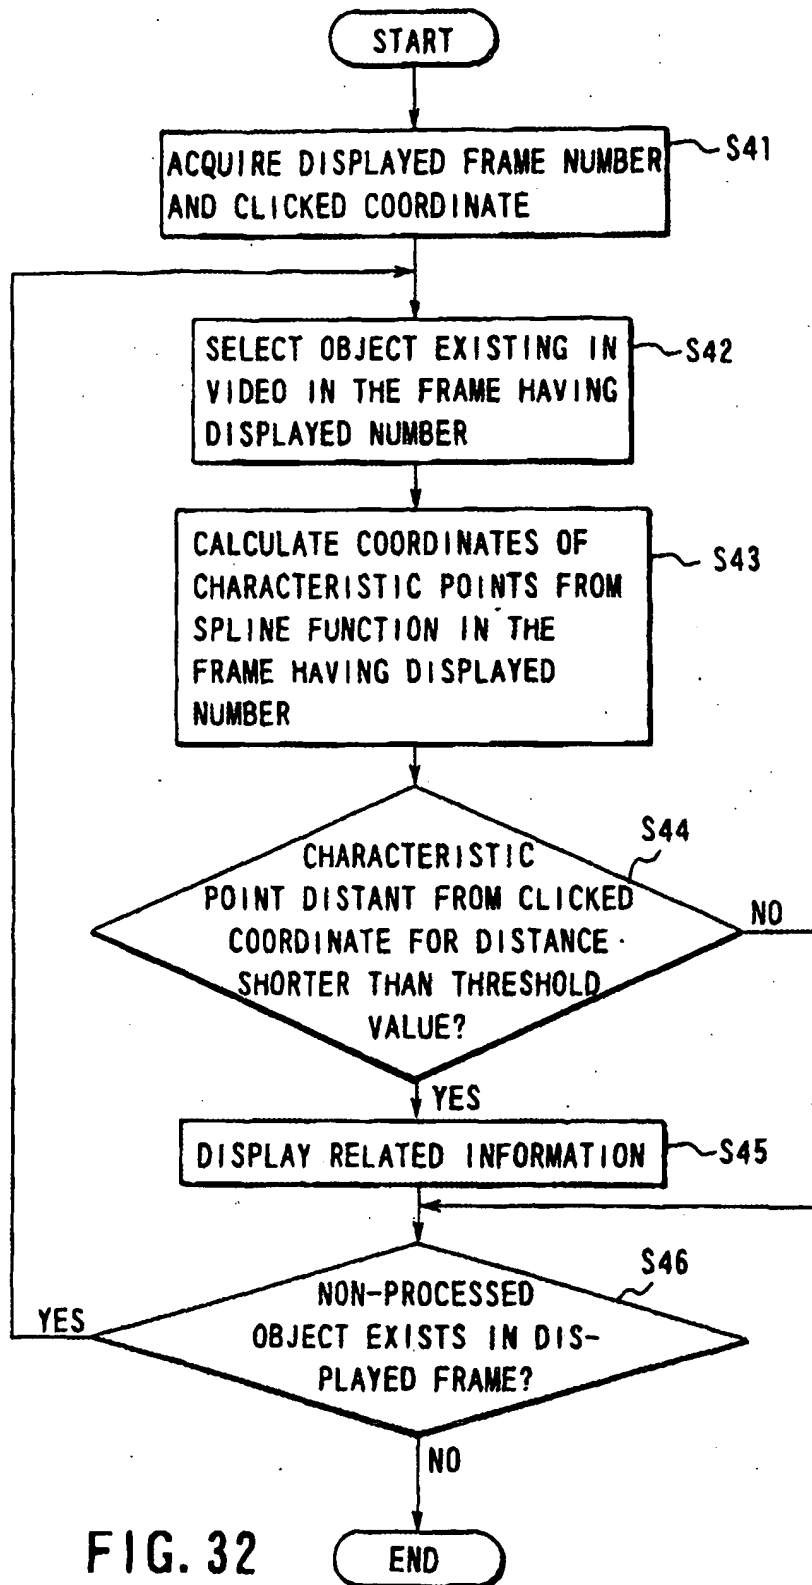 START
ACQUIRE DISPLAYED FRAME NUMBER
AND CLICKED COORDINATE
S41
SELECT OBJECT EXISTING IN
VIDEO IN THE FRAME HAVING
DISPLAYED NUMBER
S42
CALCULATE COORDINATES OF
CHARACTERISTIC POINTS FROM
SPLINE FUNCTION IN THE
FRAME HAVING DISPLAYED
NUMBER
S43
S44
CHARACTERISTIC
POINT DISTANT FROM CLICKED
COORDINATE FOR DISTANCE
SHORTER THAN THRESHOLD
VALUE?
NO
YES
DISPLAY RELATED INFORMATION
S45
S46
NON-PROCESSED
OBJECT EXISTS IN DIS-
PLAYED FRAME?
YES
NO
END
FIG. 32